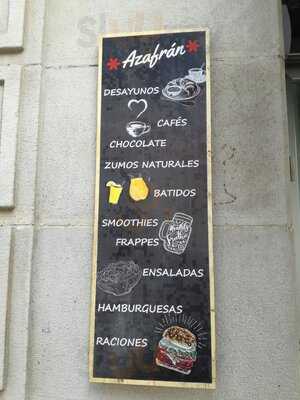 Azafrán
DESAYUNOS
CAFÉS
CHOCOLATE
ZUMOS NATURALES
BATIDOS
SMOOTHIES
FRAPPES
ENSALADAS
HAMBURGUESAS
RACIONES